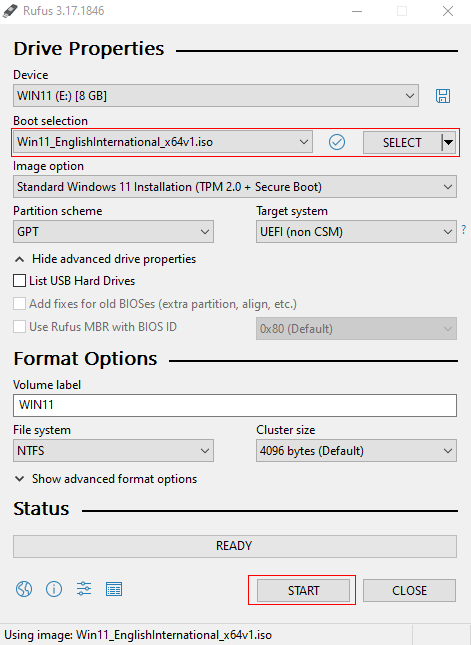 Rufus 3.17.1846
Drive Properties
Device
WIN11 (E:) [8 GB]
Boot selection
Win11_EnglishInternational_x64v1.iso
SELECT
Image option
Standard Windows 11 Installation (TPM 2.0 + Secure Boot)
Partition scheme
Target system
GPT
UEFI (non CSM)
?
Hide advanced drive properties
List USB Hard Drives
Add fixes for old BIOSes (extra partition, align, etc.)
Use Rufus MBR with BIOS ID
0x80 (Default)
Format Options
Volume label
WIN11
File system
Cluster size
NTFS
4096 bytes (Default)
Show advanced format options
Status
READY
START
CLOSE
Using image: Win11_EnglishInternational_x64v1.iso